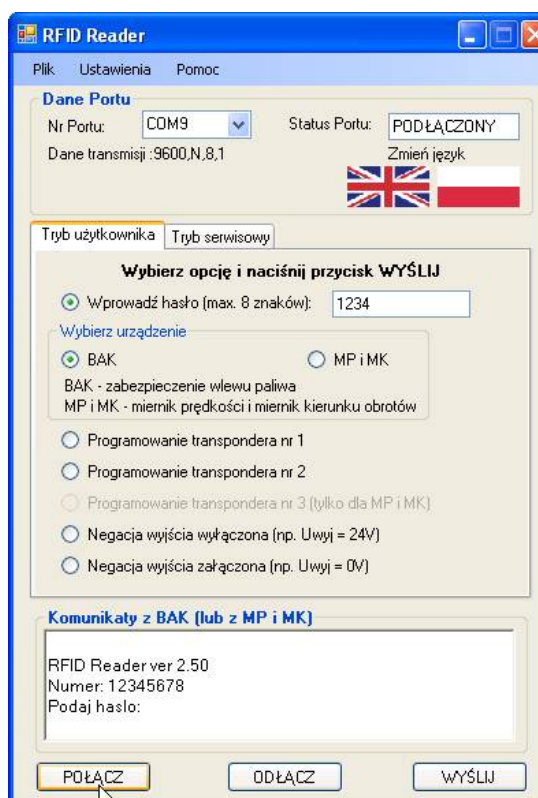 RFID Reader
Plik Ustawienia Pomoc
Dane Portu
Nr Portu: COM9 Status Portu: PODŁĄCZONY
Dane transmisji :9600,N,8,1 Zmień język
Tryb użytkownika Tryb serwisowy
Wybierz opcję i naciśnij przycisk WYŚLIJ
Wprowadź hasło (max. 8 znaków): 1234
Wybierz urządzenie
BAK MP i MK
BAK - zabezpieczenie wlewu paliwa
MP i MK - miernik prędkości i miernik kierunku obrotów
Programowanie transpondera nr 1
Programowanie transpondera nr 2
Programowanie transpondera nr 3 (tylko dla MP i MK)
Negacja wyjścia wyłączona (np. Uwyj = 24V)
Negacja wyjścia załączona (np. Uwyj = 0V)
Komunikaty z BAK (lub z MP i MK)
RFID Reader ver 2.50
Numer: 12345678
Podaj haslo:
POŁĄCZ ODŁĄCZ WYŚLIJ